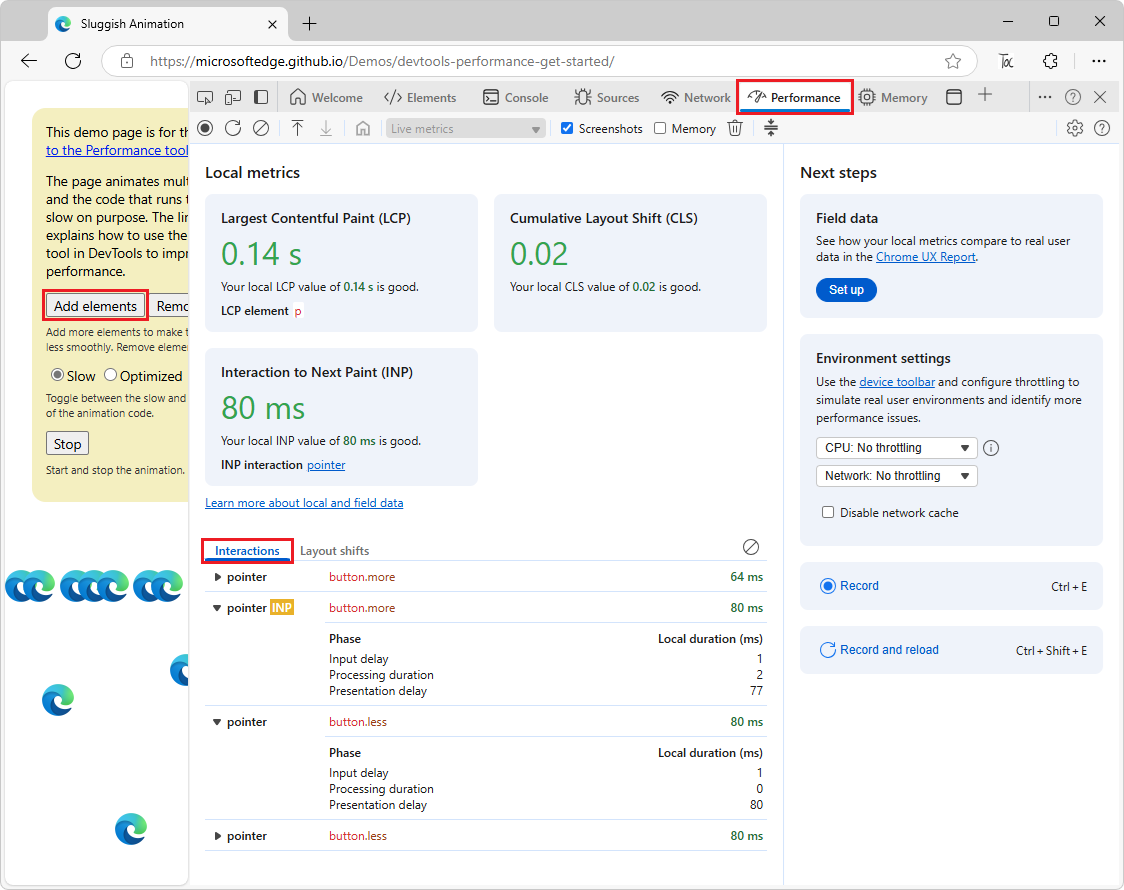 Sluggish Animation
https://microsoftedge.github.io/Demos/devtools-performance-get-started/
Welcome
Elements
Console
Sources
Network
Performance
Memory
Live metrics
Screenshots
Memory
This demo page is for th
to the Performance tool
The page animates mult
and the code that runs t
slow on purpose. The lin
explains how to use the
tool in DevTools to impr
performance.
Add elements
Remo
Add more elements to make t
less smoothly. Remove eleme
Slow
Optimized
Toggle between the slow and
of the animation code.
Stop
Start and stop the animation.
Local metrics
Largest Contentful Paint (LCP)
0.14 s
Your local LCP value of 0.14 s is good.
LCP element p
Cumulative Layout Shift (CLS)
0.02
Your local CLS value of 0.02 is good.
Interaction to Next Paint (INP)
80 ms
Your local INP value of 80 ms is good.
INP interaction pointer
Learn more about local and field data
Interactions
Layout shifts
pointer button.more 64 ms
pointer INP button.more 80 ms
Phase Local duration (ms)
Input delay 1
Processing duration 2
Presentation delay 77
pointer button.less 80 ms
Phase Local duration (ms)
Input delay 1
Processing duration 0
Presentation delay 80
pointer button.less 80 ms
Next steps
Field data
See how your local metrics compare to real user
data in the Chrome UX Report.
Set up
Environment settings
Use the device toolbar and configure throttling to
simulate real user environments and identify more
performance issues.
CPU: No throttling
Network: No throttling
Disable network cache
Record Ctrl + E
Record and reload Ctrl + Shift + E